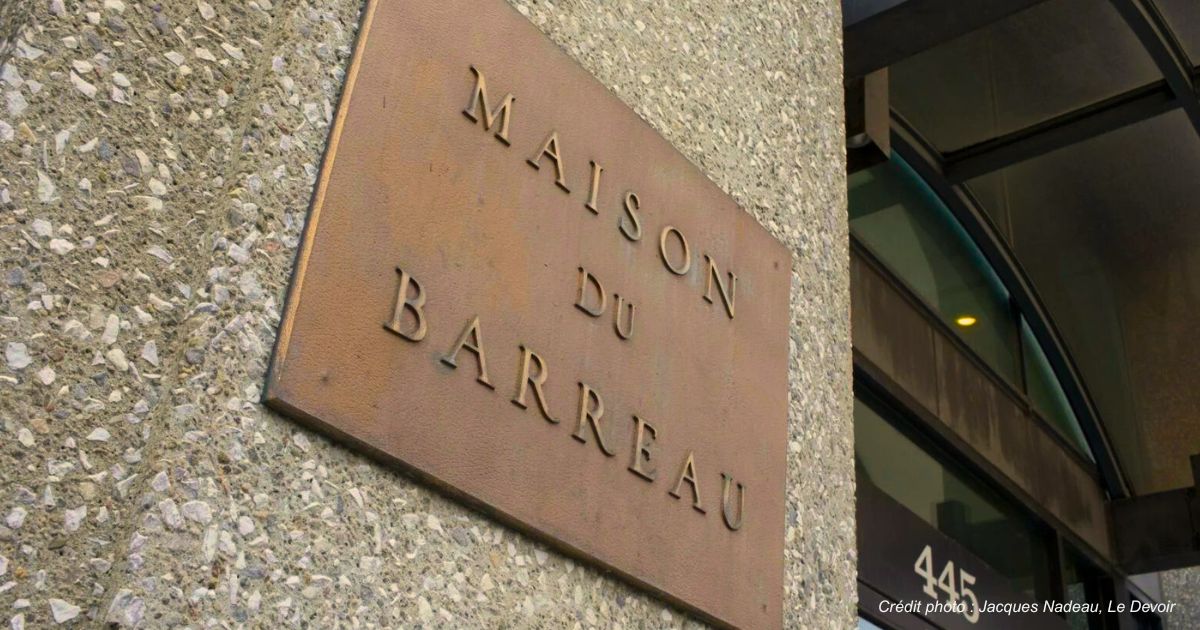 MAISON
DU
BARREAU
445
Crédit photo : Jacques Nadeau, Le Devoir